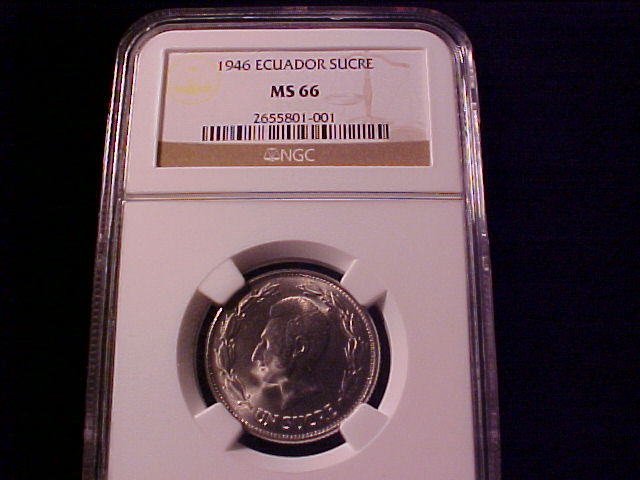 1946 ECUADOR SUCRE
MS 66
2655801-001
NGC
UN SUCRE